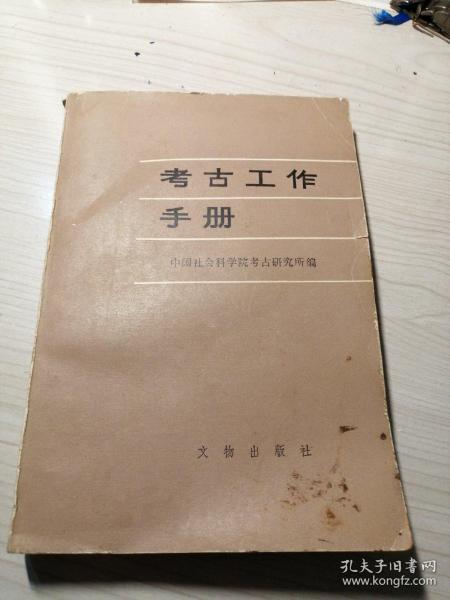 考古工作
手册
中国社会科学院考古研究所编
文物出版社
孔夫子旧书网
www.kongfz.com